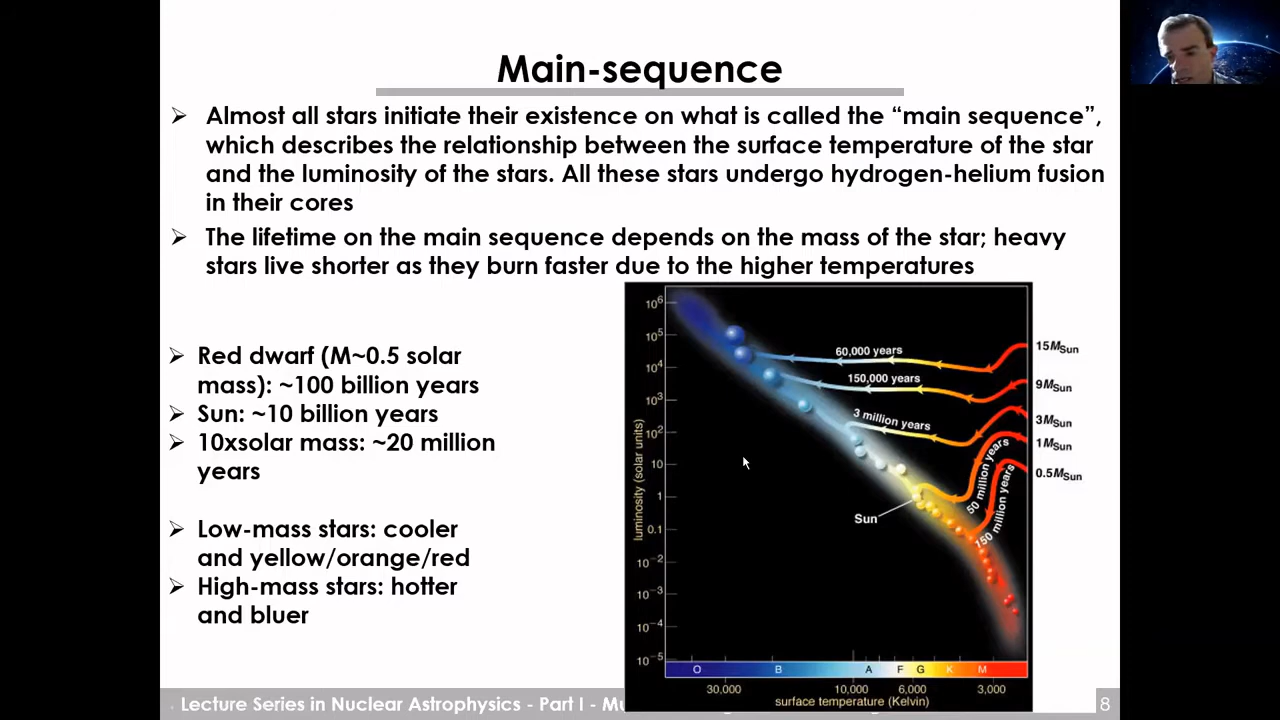 Main-sequence
Almost all stars initiate their existence on what is called the “main sequence”,
which describes the relationship between the surface temperature of the star
and the luminosity of the stars. All these stars undergo hydrogen-helium fusion
in their cores
The lifetime on the main sequence depends on the mass of the star; heavy
stars live shorter as they burn faster due to the higher temperatures
Red dwarf (M~0.5 solar
mass): ~100 billion years
Sun: ~10 billion years
10xsolar mass: ~20 million
years
Low-mass stars: cooler
and yellow/orange/red
High-mass stars: hotter
and bluer
luminosity (solar units)
10⁶
10⁵
10⁴
10³
10²
10
1
0.1
10⁻²
10⁻³
10⁻⁴
10⁻⁵
60,000 years
150,000 years
3 million years
50 million years
150 million years
15MSun
9MSun
3MSun
1MSun
0.5MSun
Sun
O B A F G K M
30,000 10,000 6,000 3,000
surface temperature (Kelvin)
Lecture Series in Nuclear Astrophysics - Part I -
8